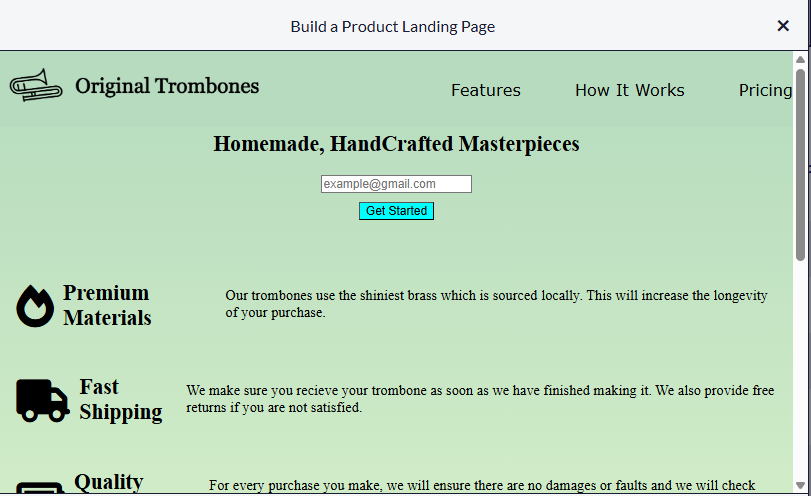 Build a Product Landing Page
Original Trombones
Features How It Works Pricing
Homemade, HandCrafted Masterpieces
example@gmail.com
Get Started
Premium
Materials
Our trombones use the shiniest brass which is sourced locally. This will increase the longevity
of your purchase.
Fast
Shipping
We make sure you recieve your trombone as soon as we have finished making it. We also provide free
returns if you are not satisfied.
Quality
For every purchase you make, we will ensure there are no damages or faults and we will check